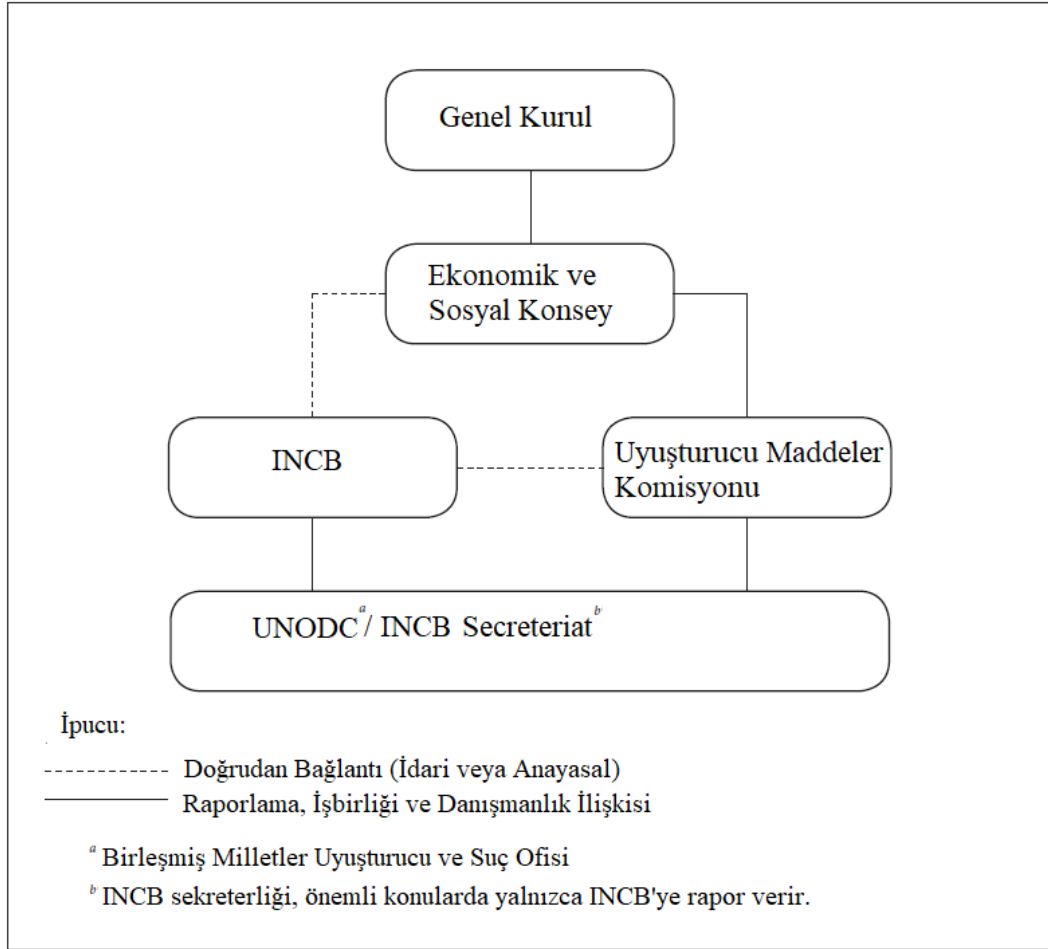 Genel Kurul
Ekonomik ve
Sosyal Konsey
INCB
Uyuşturucu Maddeler
Komisyonu
UNODC a/ INCB Secreteriat b
İpucu:
Doğrudan Bağlantı (İdari veya Anayasal)
Raporlama, İşbirliği ve Danışmanlık İlişkisi
a Birleşmiş Milletler Uyuşturucu ve Suç Ofisi
b INCB sekreterliği, önemli konularda yalnızca INCB'ye rapor verir.